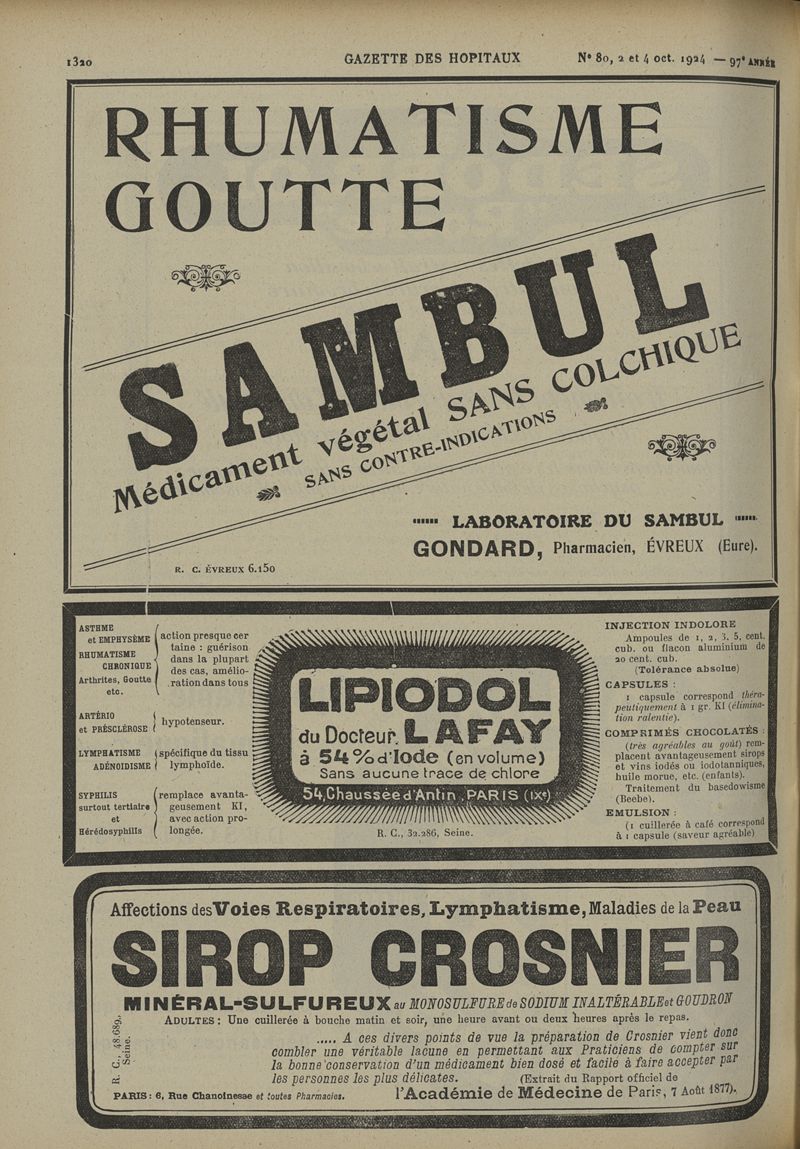 1320
GAZETTE DES HOPITAUX
N° 80, 2 et 4 oct. 1924 — 97e ANNÉE
RHUMATISME
GOUTTE
SAMBUL
Médicament végétal SANS COLCHIQUE
SANS CONTRE-INDICATIONS
LABORATOIRE DU SAMBUL
GONDARD, Pharmacien, ÉVREUX (Eure).
R. C. ÉVREUX 6.150
ASTHME
et EMPHYSÈME
RHUMATISME
CHRONIQUE
Arthrites, Goutte
etc.
action presque cer
taine : guérison
dans la plupart
des cas, amélio-
ration dans tous
ARTÉRIO
et PRÉSCLÉROSE
hypotenseur.
LYMPHATISME
ADÉNOIDISME
spécifique du tissu
lymphoïde.
SYPHILIS
surtout tertiaire
et
Hérédosyphilis
remplace avanta-
geusement KI,
avec action pro-
longée.
LIPIODOL
du Docteur. LAFAY
à 54% d'Iode (en volume)
Sans aucune trace de chlore
54, Chaussée d'Antin, PARIS (IXe)
R. C., 32.286, Seine.
INJECTION INDOLORE
Ampoules de 1, 2, 3, 5, cent.
cub. ou flacon aluminium de
20 cent. cub.
(Tolérance absolue)
CAPSULES :
1 capsule correspond théra-
peutiquement à 1 gr. KI (élimina-
tion ralentie).
COMPRIMÉS CHOCOLATÉS :
(très agréables au goût) rem-
placent avantageusement sirops
et vins iodés ou iodotanniques,
huile morue, etc. (enfants).
Traitement du basedowisme
(Beebe).
EMULSION :
(1 cuillerée à café correspond
à 1 capsule (saveur agréable)
Affections des Voies Respiratoires, Lymphatisme, Maladies de la Peau
SIROP CROSNIER
MINÉRAL-SULFUREUX au MONOSULFURE de SODIUM INALTÉRABLE et GOUDRON
ADULTES : Une cuillerée à bouche matin et soir, une heure avant ou deux heures après le repas.
..... A ces divers points de vue la préparation de Crosnier vient donc
combler une véritable lacune en permettant aux Praticiens de compter sur
la bonne conservation d'un médicament bien dosé et facile à faire accepter par
les personnes les plus délicates.
(Extrait du Rapport officiel de
l'Académie de Médecine de Paris, 7 Août 1877).
R. C., 48.689.
Seine.
PARIS : 6, Rue Chanoinesse et toutes Pharmacies.